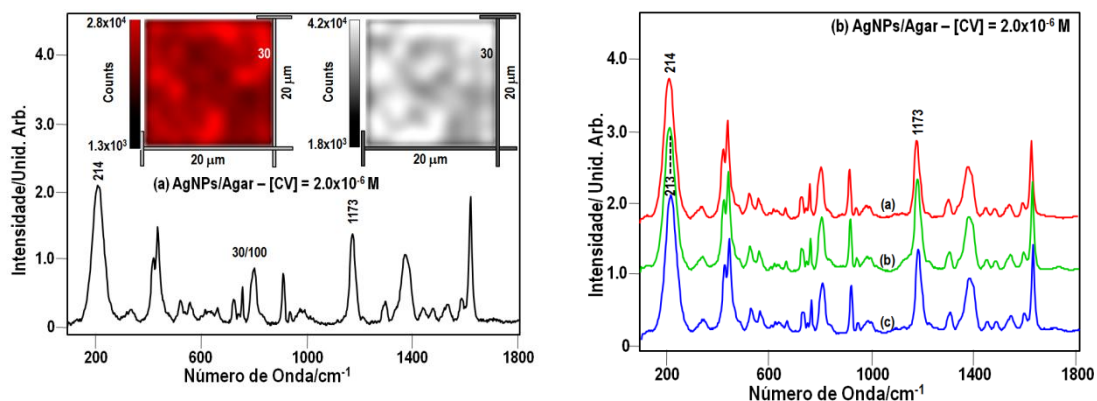 2.8x10⁴
4.2x10⁴
30
30
Counts
Counts
20 µm
20 µm
1.3x10³
1.8x10³
20 µm
20 µm
(a) AgNPs/Agar – [CV] = 2.0x10⁻⁶ M
4.0
3.0
2.0
1.0
0
Intensidade/Unid. Arb.
214
30/100
1173
200
600
1000
1400
1800
Número de Onda/cm⁻¹
(b) AgNPs/Agar – [CV] = 2.0x10⁻⁶ M
4.0
3.0
2.0
1.0
0
Intensidade/ Unid. Arb.
214
213
1173
(a)
(b)
(c)
200
600
1000
1400
1800
Número de Onda/cm⁻¹